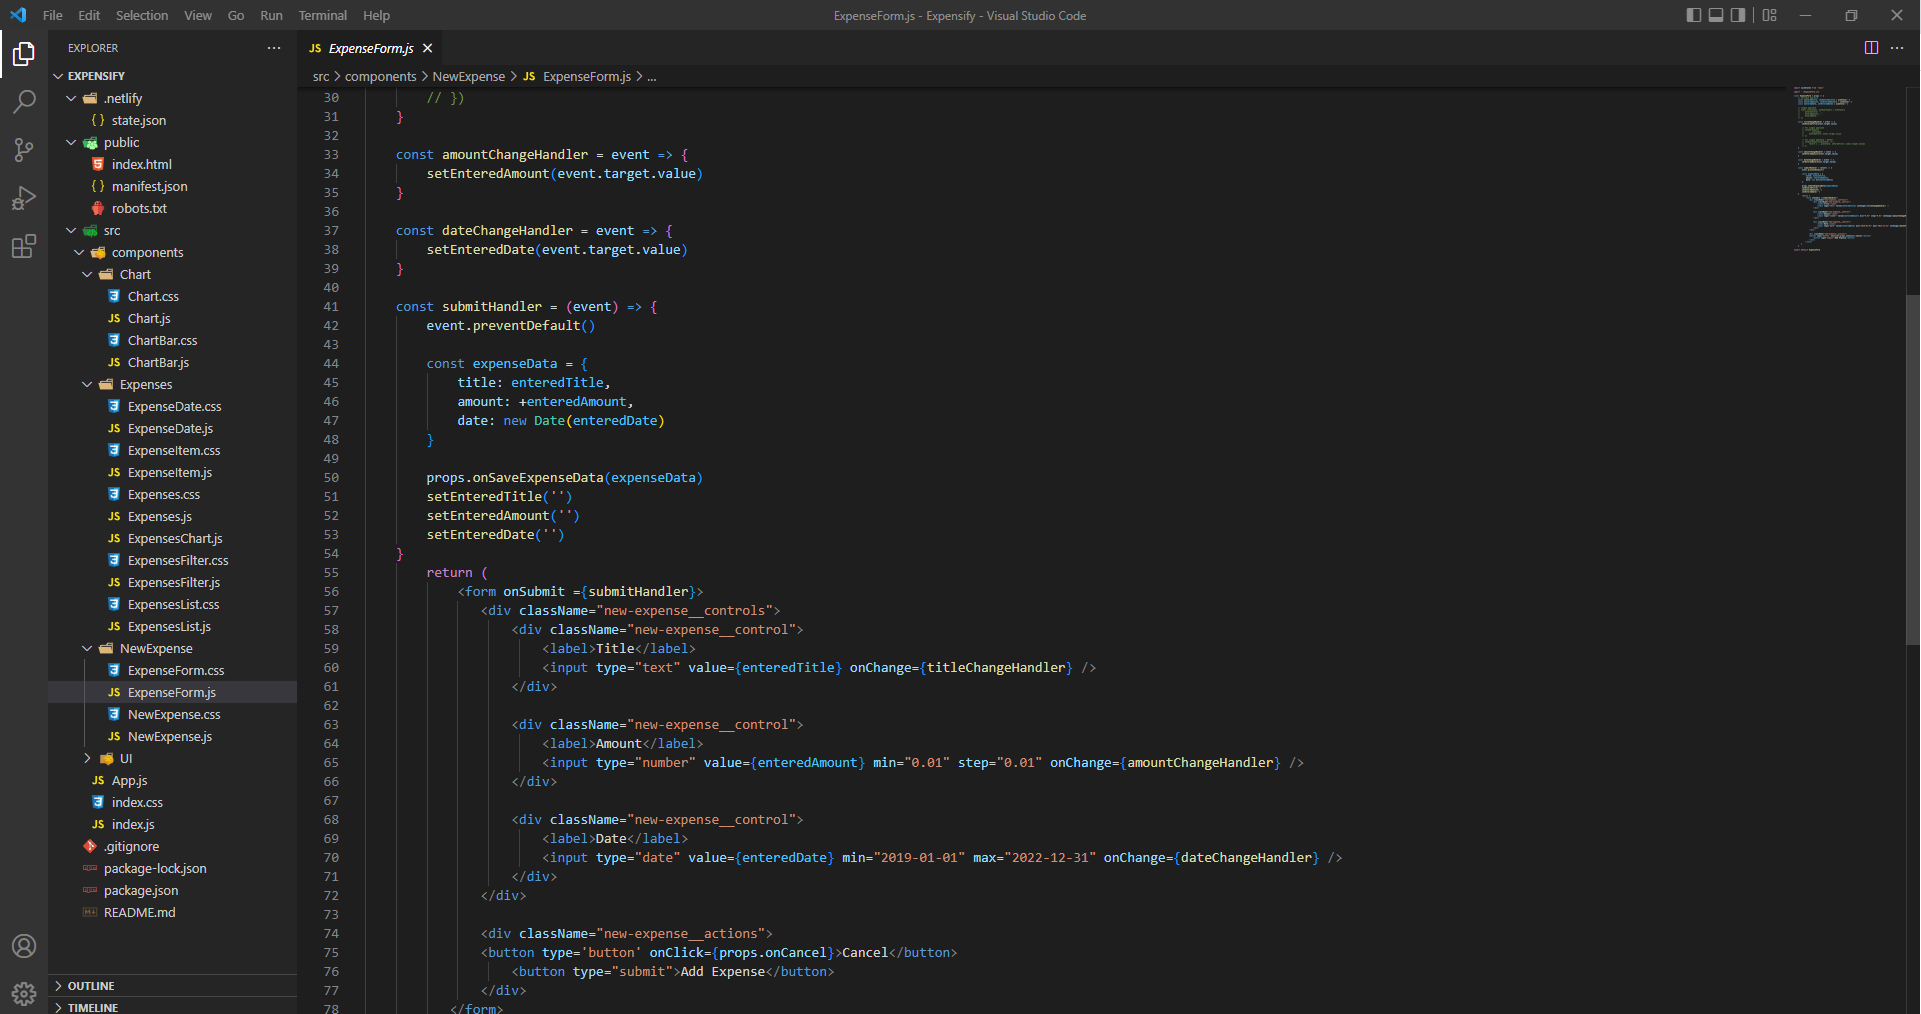 File Edit Selection View Go Run Terminal Help
ExpenseForm.js - Expensify - Visual Studio Code
EXPLORER
EXPENSIFY
.netlify
{} state.json
public
index.html
{} manifest.json
robots.txt
src
components
Chart
Chart.css
JS Chart.js
ChartBar.css
JS ChartBar.js
Expenses
ExpenseDate.css
JS ExpenseDate.js
ExpenseItem.css
JS ExpenseItem.js
Expenses.css
JS Expenses.js
JS ExpensesChart.js
ExpensesFilter.css
JS ExpensesFilter.js
ExpensesList.css
JS ExpensesList.js
NewExpense
ExpenseForm.css
JS ExpenseForm.js
NewExpense.css
JS NewExpense.js
UI
JS App.js
index.css
JS index.js
.gitignore
package-lock.json
package.json
README.md
OUTLINE
TIMELINE
JS ExpenseForm.js
src > components > NewExpense > JS ExpenseForm.js > ...
30 // })
31 }
32
33 const amountChangeHandler = event => {
34 setEnteredAmount(event.target.value)
35 }
36
37 const dateChangeHandler = event => {
38 setEnteredDate(event.target.value)
39 }
40
41 const submitHandler = (event) => {
42 event.preventDefault()
43
44 const expenseData = {
45 title: enteredTitle,
46 amount: +enteredAmount,
47 date: new Date(enteredDate)
48 }
49
50 props.onSaveExpenseData(expenseData)
51 setEnteredTitle('')
52 setEnteredAmount('')
53 setEnteredDate('')
54 }
55 return (
56 <form onSubmit ={submitHandler}>
57 <div className="new-expense__controls">
58 <div className="new-expense__control">
59 <label>Title</label>
60 <input type="text" value={enteredTitle} onChange={titleChangeHandler} />
61 </div>
62
63 <div className="new-expense__control">
64 <label>Amount</label>
65 <input type="number" value={enteredAmount} min="0.01" step="0.01" onChange={amountChangeHandler} />
66 </div>
67
68 <div className="new-expense__control">
69 <label>Date</label>
70 <input type="date" value={enteredDate} min="2019-01-01" max="2022-12-31" onChange={dateChangeHandler} />
71 </div>
72 </div>
73
74 <div className="new-expense__actions">
75 <button type='button' onClick={props.onCancel}>Cancel</button>
76 <button type="submit">Add Expense</button>
77 </div>
78 </form>